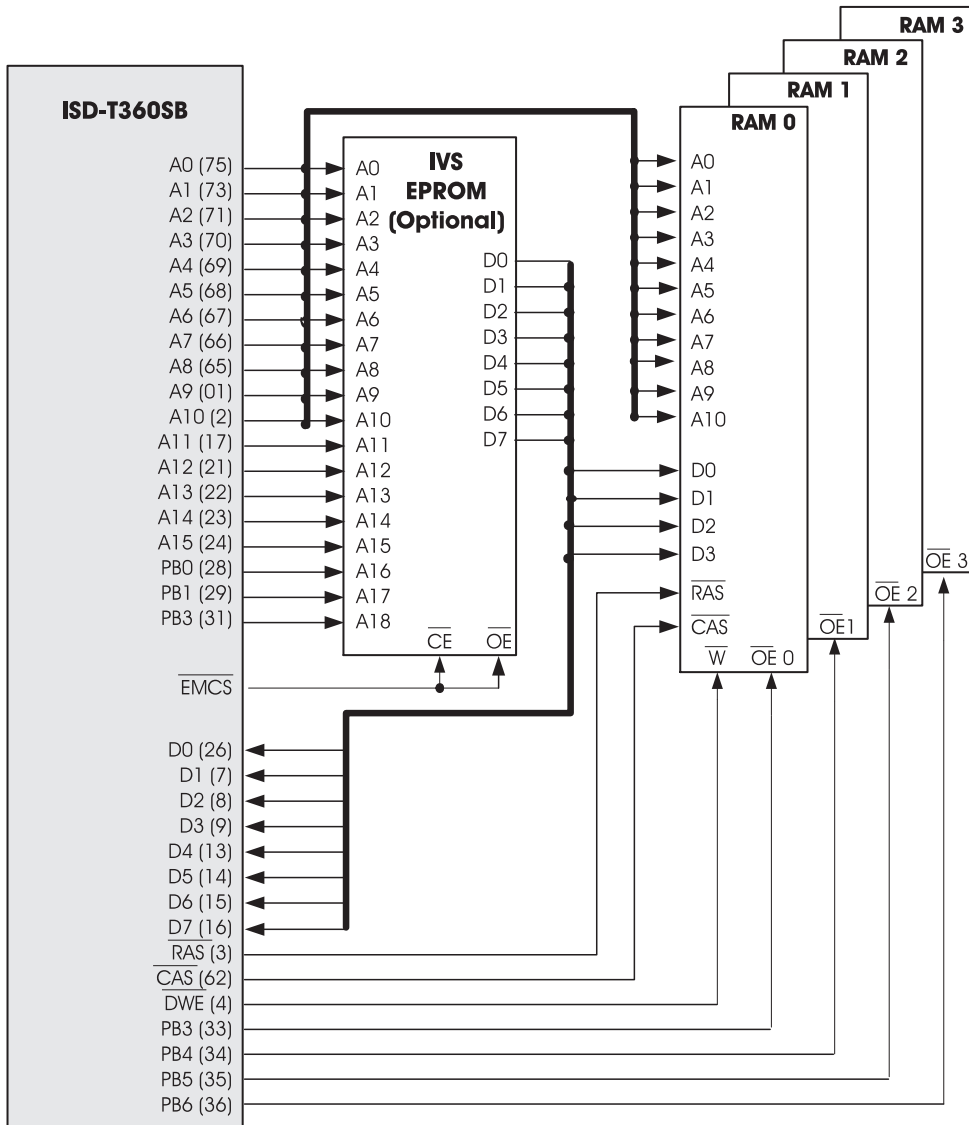 RAM 3
RAM 2
RAM 1
RAM 0
ISD-T360SB
A0 (75)
A1 (73)
A2 (71)
A3 (70)
A4 (69)
A5 (68)
A6 (67)
A7 (66)
A8 (65)
A9 (01)
A10 (2)
A11 (17)
A12 (21)
A13 (22)
A14 (23)
A15 (24)
PB0 (28)
PB1 (29)
PB3 (31)
EMCS
D0 (26)
D1 (7)
D2 (8)
D3 (9)
D4 (13)
D5 (14)
D6 (15)
D7 (16)
RAS (3)
CAS (62)
DWE (4)
PB3 (33)
PB4 (34)
PB5 (35)
PB6 (36)
IVS
EPROM
(Optional)
A0
A1
A2
A3
A4
A5
A6
A7
A8
A9
A10
A11
A12
A13
A14
A15
A16
A17
A18
D0
D1
D2
D3
D4
D5
D6
D7
CE
OE
A0
A1
A2
A3
A4
A5
A6
A7
A8
A9
A10
D0
D1
D2
D3
RAS
CAS
W
OE 0
OE1
OE 2
OE 3